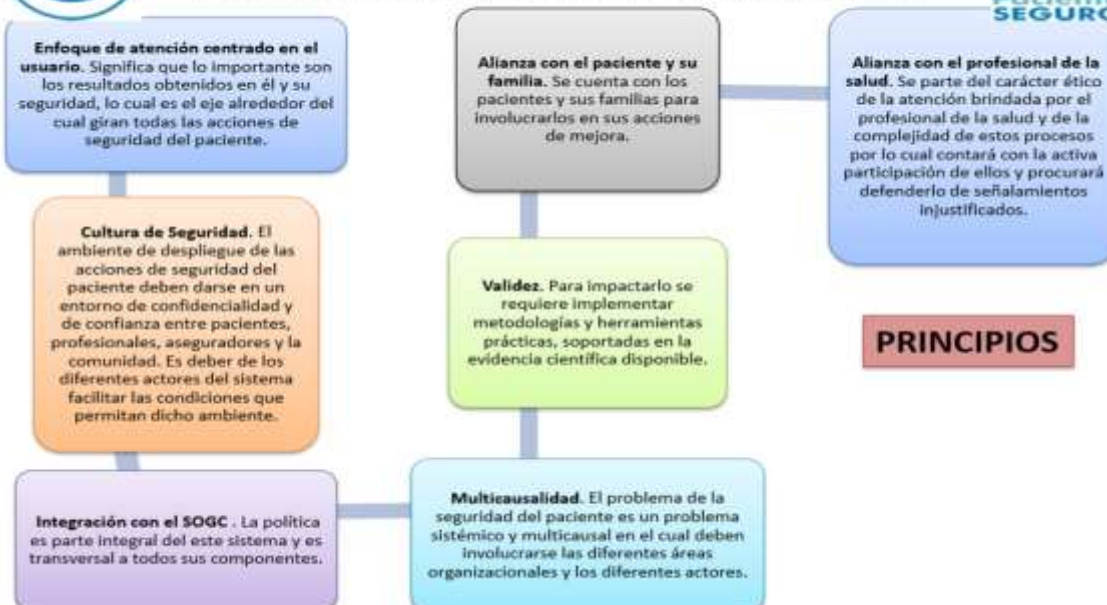 SEGURO
Enfoque de atención centrado en el
usuario. Significa que lo importante son
los resultados obtenidos en él y su
seguridad, lo cual es el eje alrededor del
cual giran todas las acciones de
seguridad del paciente.
Cultura de Seguridad. El
ambiente de despliegue de las
acciones de seguridad del
paciente deben darse en un
entorno de confidencialidad y
de confianza entre pacientes,
profesionales, aseguradores y la
comunidad. Es deber de los
diferentes actores del sistema
facilitar las condiciones que
permitan dicho ambiente.
Integración con el SOGC . La política
es parte integral del este sistema y es
transversal a todos sus componentes.
Multicausalidad. El problema de la
seguridad del paciente es un problema
sistémico y multicausal en el cual deben
involucrarse las diferentes áreas
organizacionales y los diferentes actores.
Validez. Para impactarlo se
requiere implementar
metodologías y herramientas
prácticas, soportadas en la
evidencia científica disponible.
Alianza con el paciente y su
familia. Se cuenta con los
pacientes y sus familias para
involucrarlos en sus acciones
de mejora.
Alianza con el profesional de la
salud. Se parte del carácter ético
de la atención brindada por el
profesional de la salud y de la
complejidad de estos procesos
por lo cual contará con la activa
participación de ellos y procurará
defenderlo de señalamientos
injustificados.
PRINCIPIOS